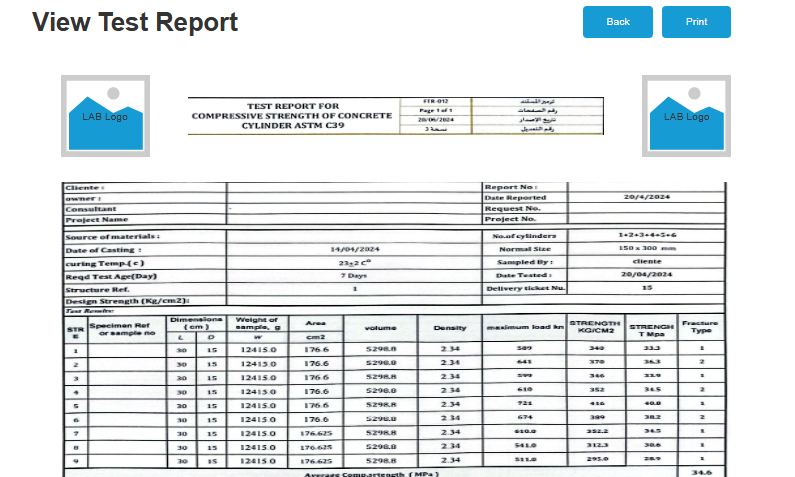 View Test Report
Back
Print
LAB Logo
TEST REPORT FOR
COMPRESSIVE STRENGTH OF CONCRETE
CYLINDER ASTM C39
FTR-012
Page 1 of 1
20/06/2024
نسخة 3
ترميز المستند
رقم الصفحات
تاريخ الإصدار
رقم التعديل
LAB Logo
Cliente :
Report No :
owner :
Date Reported 20/4/2024
Consultant -
Request No.
Project Name
Project No.
Source of materials :
No.of cylinders 1+2+3+4+5+6
Date of Casting : 14/04/2024
Normal Size 150 x 300 mm
curing Temp.( c ) 23±2 C°
Sampled By : cliente
Reqd Test Age(Day) 7 Days
Date Tested : 20/04/2024
Structure Ref. 1
Delivery ticket Nu. 15
Design Strength (Kg/cm2):
Test Results:
STR E
Specimen Ref or sample no
Dimensions ( cm )
L D
Weight of sample, g
W
Area
cm2
volume
Density
maximum load kn
STRENGTH KG/CM2
STRENGH T Mpa
Fracture Type
1 30 15 12415.0 176.6 5298.8 2.34 589 340 33.3 1
2 30 15 12415.0 176.6 5298.8 2.34 641 370 36.3 2
3 30 15 12415.0 176.6 5298.8 2.34 599 346 33.9 1
4 30 15 12415.0 176.6 5298.8 2.34 610 352 34.5 2
5 30 15 12415.0 176.6 5298.8 2.34 721 416 40.8 1
6 30 15 12415.0 176.6 5298.8 2.34 674 389 38.2 2
7 30 15 12415.0 176.625 5298.8 2.34 610.0 352.2 34.5 1
8 30 15 12415.0 176.625 5298.8 2.34 541.0 312.3 30.6 1
9 30 15 12415.0 176.625 5298.8 2.34 511.0 295.0 28.9 1
Average Comp.srtength ( MPa ) 34.6